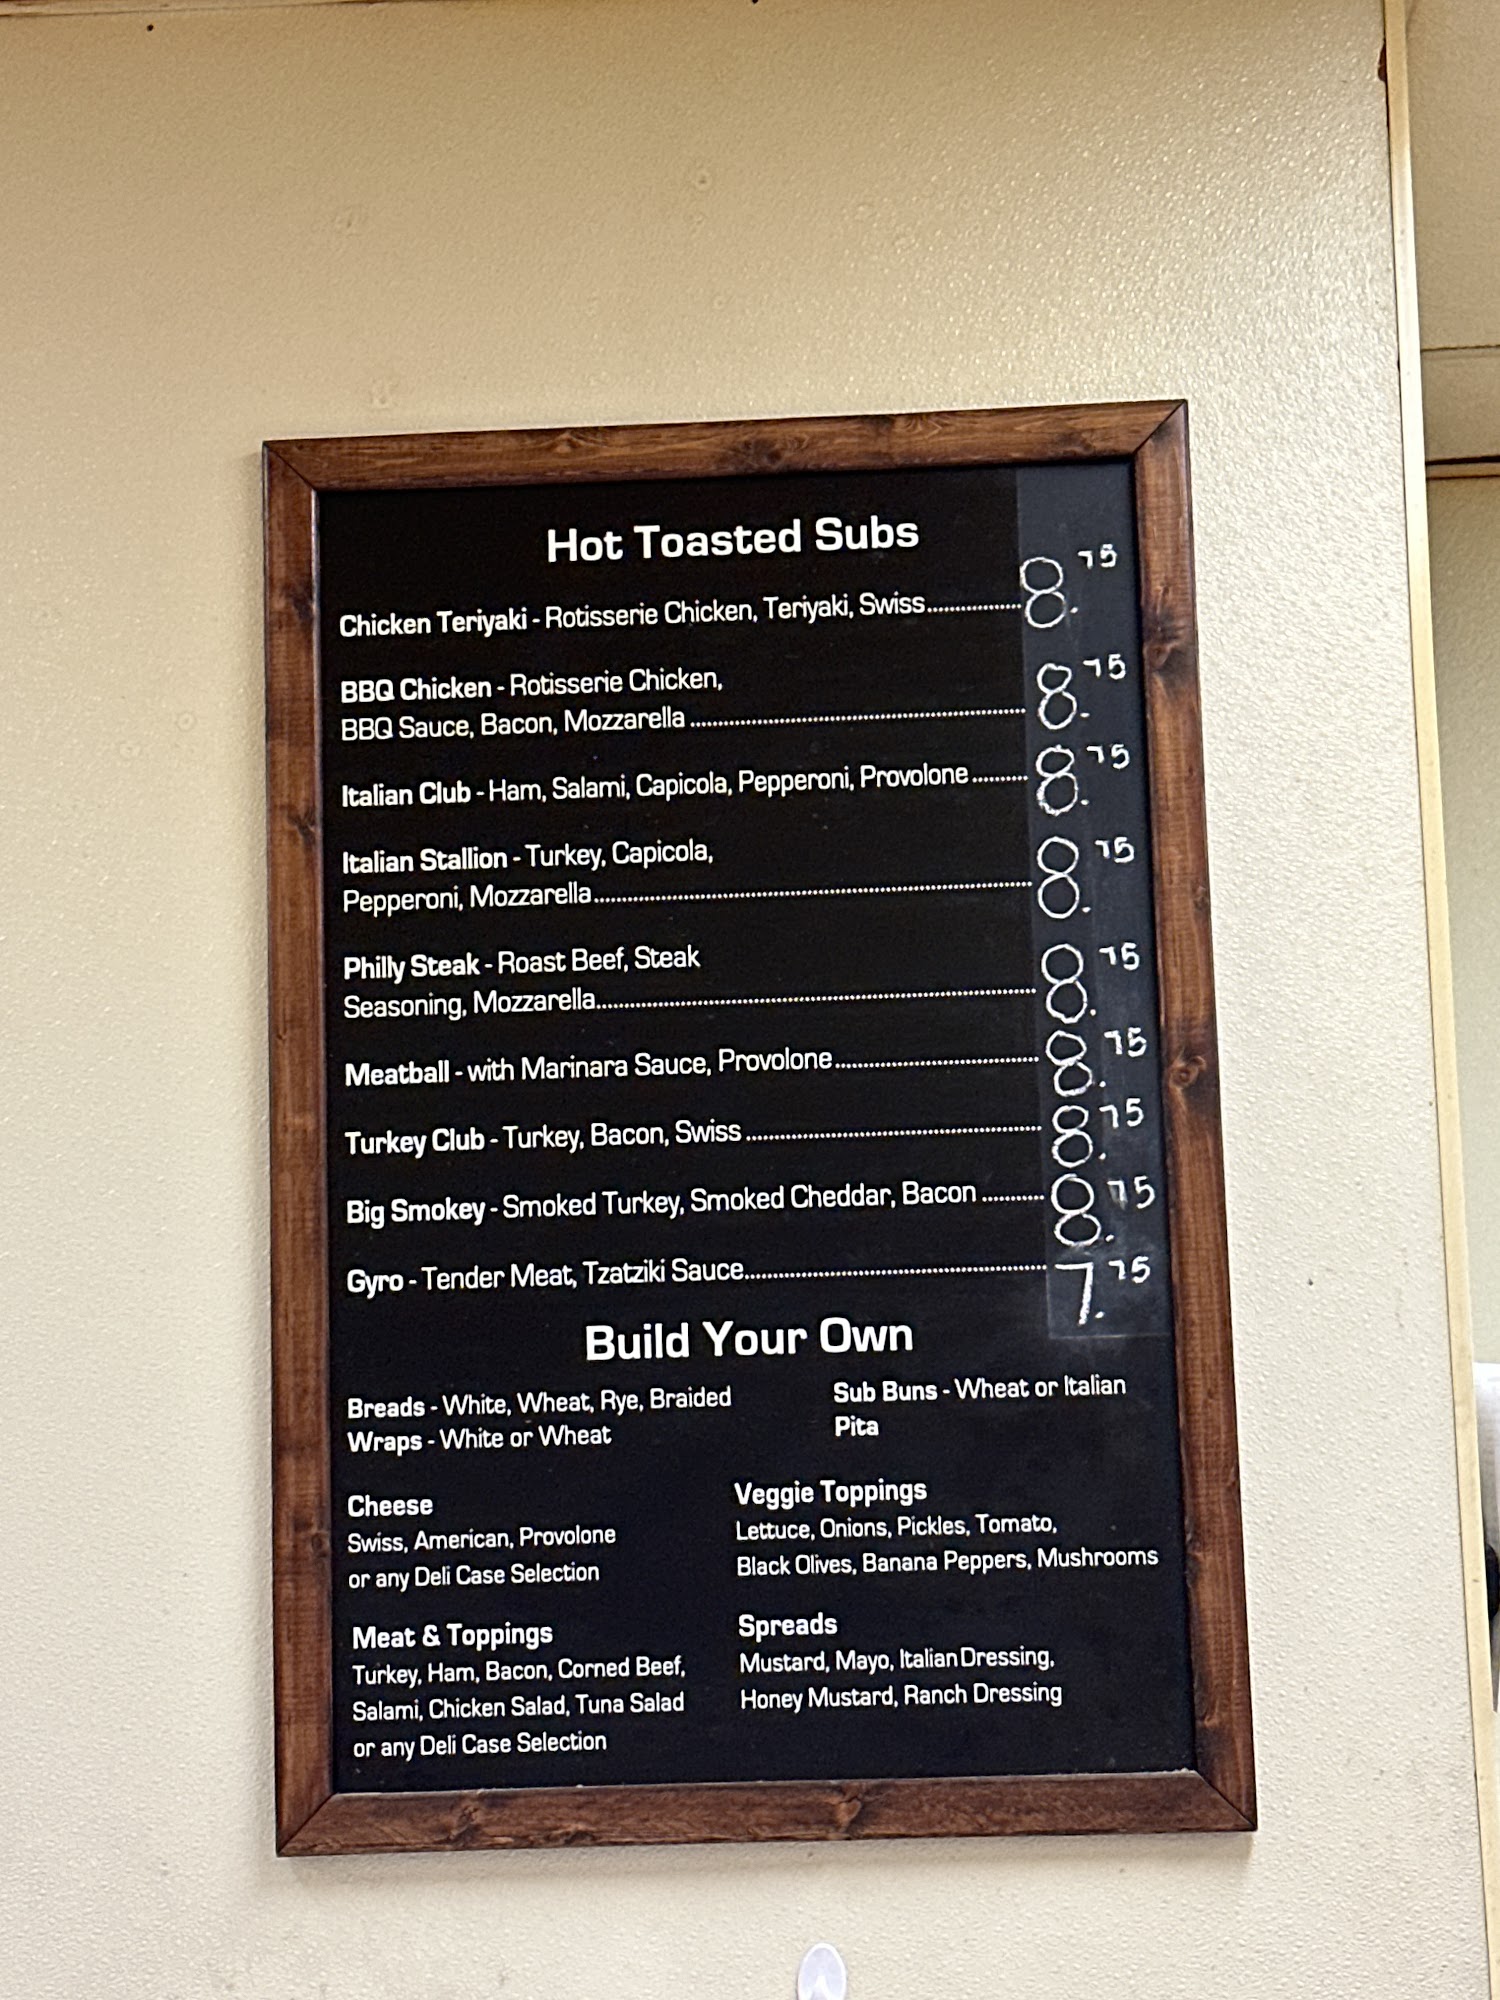 Hot Toasted Subs
Chicken Teriyaki - Rotisserie Chicken, Teriyaki, Swiss................8.75
BBQ Chicken - Rotisserie Chicken,
BBQ Sauce, Bacon, Mozzarella................8.75
Italian Club - Ham, Salami, Capicola, Pepperoni, Provolone..........8.75
Italian Stallion - Turkey, Capicola,
Pepperoni, Mozzarella................8.75
Philly Steak - Roast Beef, Steak
Seasoning, Mozzarella................8.75
Meatball - with Marinara Sauce, Provolone................8.75
Turkey Club - Turkey, Bacon, Swiss................8.75
Big Smokey - Smoked Turkey, Smoked Cheddar, Bacon...........8.75
Gyro - Tender Meat, Tzatziki Sauce................7.75
Build Your Own
Breads - White, Wheat, Rye, Braided
Wraps - White or Wheat
Sub Buns - Wheat or Italian
Pita
Cheese
Swiss, American, Provolone
or any Deli Case Selection
Veggie Toppings
Lettuce, Onions, Pickles, Tomato,
Black Olives, Banana Peppers, Mushrooms
Meat & Toppings
Turkey, Ham, Bacon, Corned Beef,
Salami, Chicken Salad, Tuna Salad
or any Deli Case Selection
Spreads
Mustard, Mayo, Italian Dressing,
Honey Mustard, Ranch Dressing